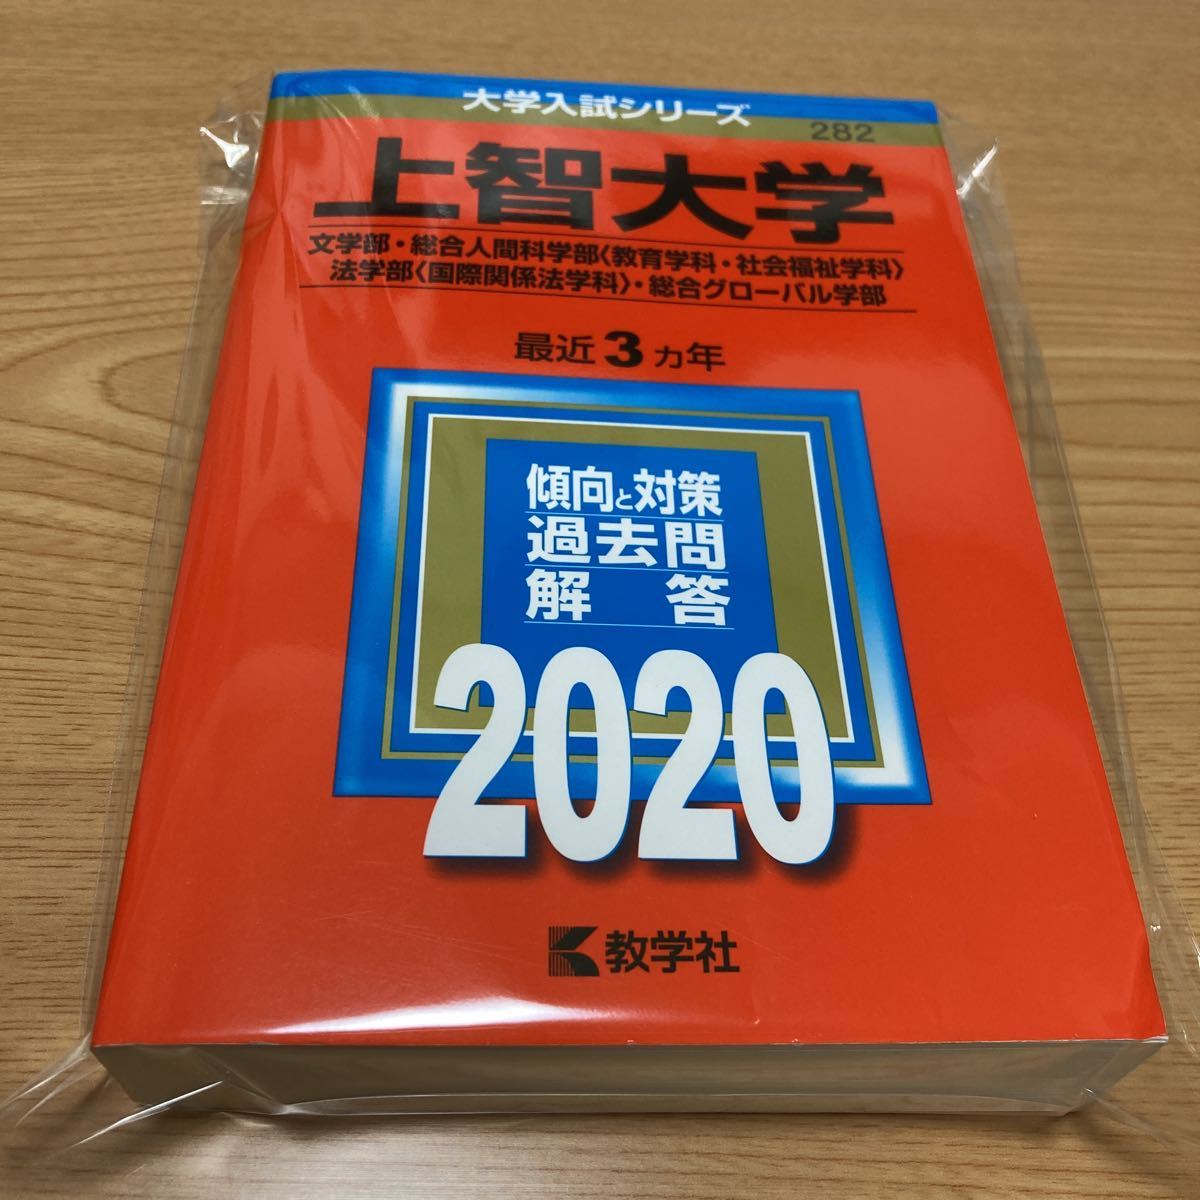 大学入試シリーズ
282
上智大学
文学部・総合人間科学部〈教育学科・社会福祉学科〉
法学部〈国際関係法学科〉・総合グローバル学部
最近3カ年
傾向と対策
過去問
解答
2020
教学社